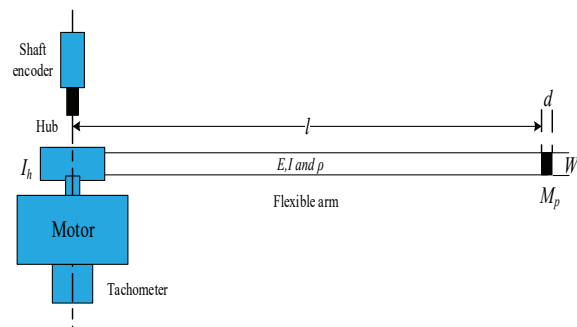 Shaft
encoder
Hub
l
d
I_h
E,I and ρ
W
M_p
Flexible arm
Motor
Tachometer